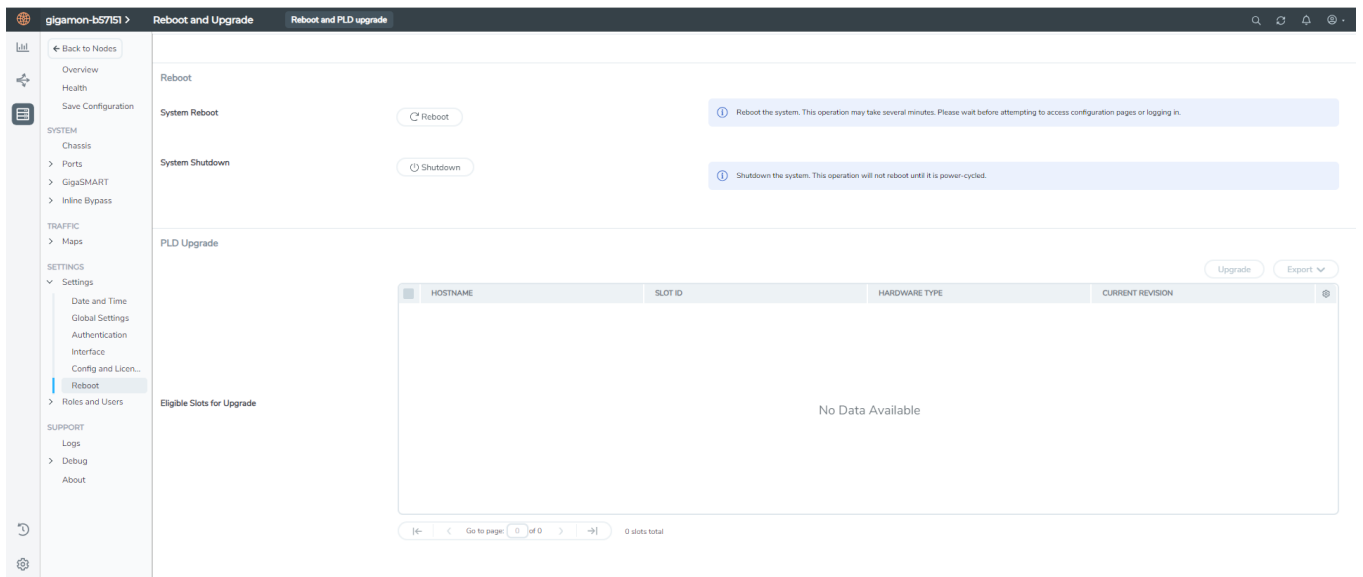 gigamon-b57151 > Reboot and Upgrade Reboot and PLD upgrade
← Back to Nodes
Overview
Health
Save Configuration
SYSTEM
Chassis
> Ports
> GigaSMART
> Inline Bypass
TRAFFIC
> Maps
SETTINGS
Settings
Date and Time
Global Settings
Authentication
Interface
Config and Licen...
Reboot
> Roles and Users
SUPPORT
Logs
> Debug
About
Reboot
System Reboot
Reboot
Reboot the system. This operation may take several minutes. Please wait before attempting to access configuration pages or logging in.
System Shutdown
Shutdown
Shutdown the system. This operation will not reboot until it is power-cycled.
PLD Upgrade
Upgrade Export
HOSTNAME SLOT ID HARDWARE TYPE CURRENT REVISION
Eligible Slots for Upgrade
No Data Available
Go to page: 0 of 0 0 slots total